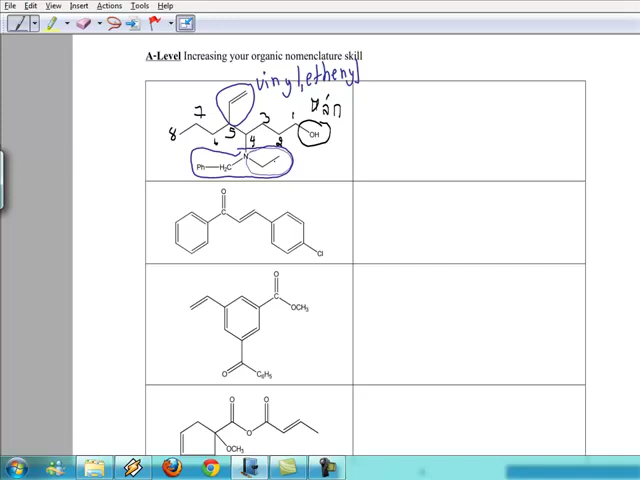 File Edit View Insert Actions Tools Help
A-Level Increasing your organic nomenclature skill
vinyl, ethenyl
7 3 1
8 6 5 4 2 OH
N
Ph H₂C
O
C
Cl
O
C
OCH₃
O C₆H₅
O O
O
OCH₃